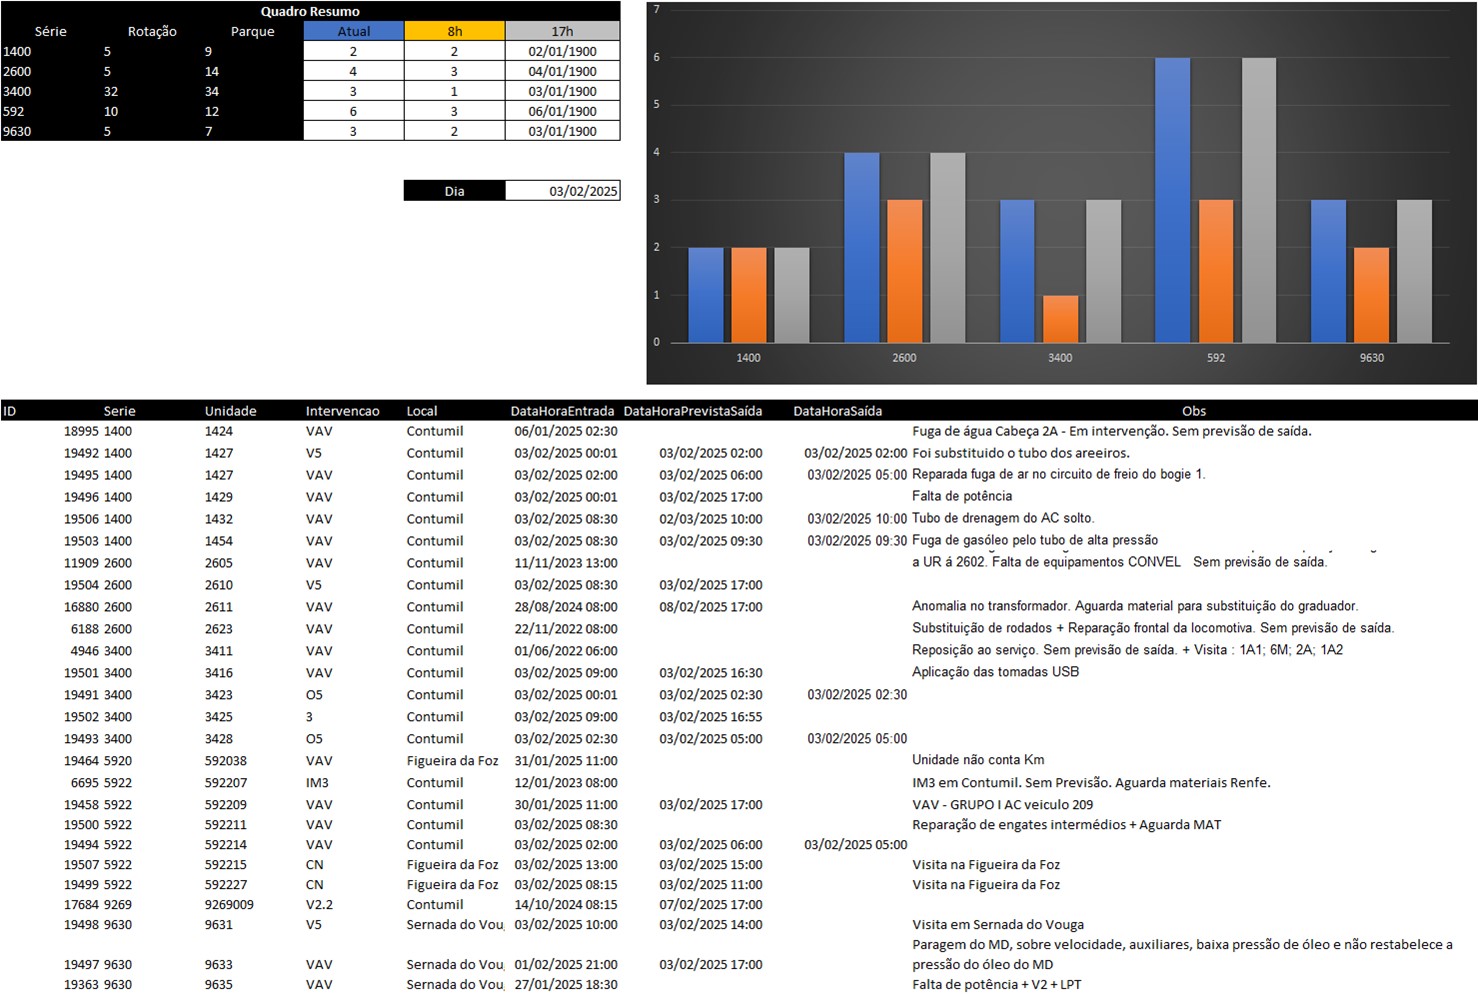 Quadro Resumo
Série Rotação Parque Atual 8h 17h
1400 5 9 2 2 02/01/1900
2600 5 14 4 3 04/01/1900
3400 32 34 3 1 03/01/1900
592 10 12 6 3 06/01/1900
9630 5 7 3 2 03/01/1900
Dia 03/02/2025
7
6
5
4
3
2
1
0
1400 2600 3400 592 9630
ID Serie Unidade Intervencao Local DataHoraEntrada DataHoraPrevistaSaída DataHoraSaída Obs
18995 1400 1424 VAV Contumil 06/01/2025 02:30 Fuga de água Cabeça 2A - Em intervenção. Sem previsão de saída.
19492 1400 1427 V5 Contumil 03/02/2025 00:01 03/02/2025 02:00 03/02/2025 02:00 Foi substituido o tubo dos areeiros.
19495 1400 1427 VAV Contumil 03/02/2025 02:00 03/02/2025 06:00 03/02/2025 05:00 Reparada fuga de ar no circuito de freio do bogie 1.
19496 1400 1429 VAV Contumil 03/02/2025 00:01 03/02/2025 17:00 Falta de potência
19506 1400 1432 VAV Contumil 03/02/2025 08:30 02/03/2025 10:00 03/02/2025 10:00 Tubo de drenagem do AC solto.
19503 1400 1454 VAV Contumil 03/02/2025 08:30 03/02/2025 09:30 03/02/2025 09:30 Fuga de gasóleo pelo tubo de alta pressão
11909 2600 2605 VAV Contumil 11/11/2023 13:00 a UR á 2602. Falta de equipamentos CONVEL Sem previsão de saída.
19504 2600 2610 V5 Contumil 03/02/2025 08:30 03/02/2025 17:00
16880 2600 2611 VAV Contumil 28/08/2024 08:00 08/02/2025 17:00 Anomalia no transformador. Aguarda material para substituição do graduador.
6188 2600 2623 VAV Contumil 22/11/2022 08:00 Substituição de rodados + Reparação frontal da locomotiva. Sem previsão de saída.
4946 3400 3411 VAV Contumil 01/06/2022 06:00 Reposição ao serviço. Sem previsão de saída. + Visita : 1A1; 6M; 2A; 1A2
19501 3400 3416 VAV Contumil 03/02/2025 09:00 03/02/2025 16:30 Aplicação das tomadas USB
19491 3400 3423 O5 Contumil 03/02/2025 00:01 03/02/2025 02:30 03/02/2025 02:30
19502 3400 3425 3 Contumil 03/02/2025 09:00 03/02/2025 16:55
19493 3400 3428 O5 Contumil 03/02/2025 02:30 03/02/2025 05:00 03/02/2025 05:00
19464 5920 592038 VAV Figueira da Foz 31/01/2025 11:00 Unidade não conta Km
6695 5922 592207 IM3 Contumil 12/01/2023 08:00 IM3 em Contumil. Sem Previsão. Aguarda materiais Renfe.
19458 5922 592209 VAV Contumil 30/01/2025 11:00 03/02/2025 17:00 VAV - GRUPO I AC veiculo 209
19500 5922 592211 VAV Contumil 03/02/2025 08:30 Reparação de engates intermédios + Aguarda MAT
19494 5922 592214 VAV Contumil 03/02/2025 02:00 03/02/2025 06:00 03/02/2025 05:00
19507 5922 592215 CN Figueira da Foz 03/02/2025 13:00 03/02/2025 15:00 Visita na Figueira da Foz
19499 5922 592227 CN Figueira da Foz 03/02/2025 08:15 03/02/2025 11:00 Visita na Figueira da Foz
17684 9269 9269009 V2.2 Contumil 14/10/2024 08:15 07/02/2025 17:00
19498 9630 9631 V5 Sernada do Vou 03/02/2025 10:00 03/02/2025 14:00 Visita em Sernada do Vouga
Paragem do MD, sobre velocidade, auxiliares, baixa pressão de óleo e não restabelece a
19497 9630 9633 VAV Sernada do Vou 01/02/2025 21:00 03/02/2025 17:00 pressão do óleo do MD
19363 9630 9635 VAV Sernada do Vou 27/01/2025 18:30 Falta de potência + V2 + LPT